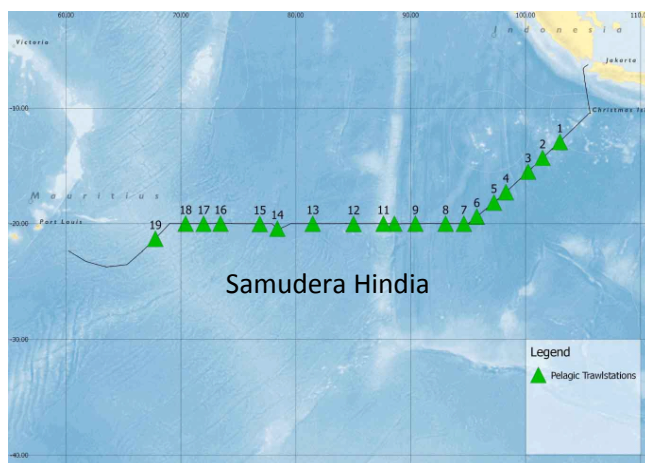 60.00 70.00 80.00 90.00 100.00 110.0
Victoria
Indonesia
Jakarta
-10.00
Christmas Isl
1
2
3
4
5
6
Mauritius
18 17 16 15 14 13 12 11 9 8 7
-20.00
Port Louis
19
Samudera Hindia
-30.00
Legend
Pelagic Trawlstations
-40.00